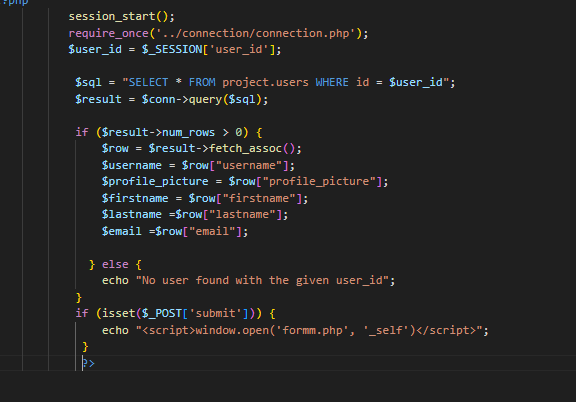 ?php
session_start();
require_once('../connection/connection.php');
$user_id = $_SESSION['user_id'];
$sql = "SELECT * FROM project.users WHERE id = $user_id";
$result = $conn->query($sql);
if ($result->num_rows > 0) {
$row = $result->fetch_assoc();
$username = $row["username"];
$profile_picture = $row["profile_picture"];
$firstname = $row["firstname"];
$lastname =$row["lastname"];
$email =$row["email"];
} else {
echo "No user found with the given user_id";
}
if (isset($_POST['submit'])) {
echo "<script>window.open('formm.php', '_self')</script>";
}
?>